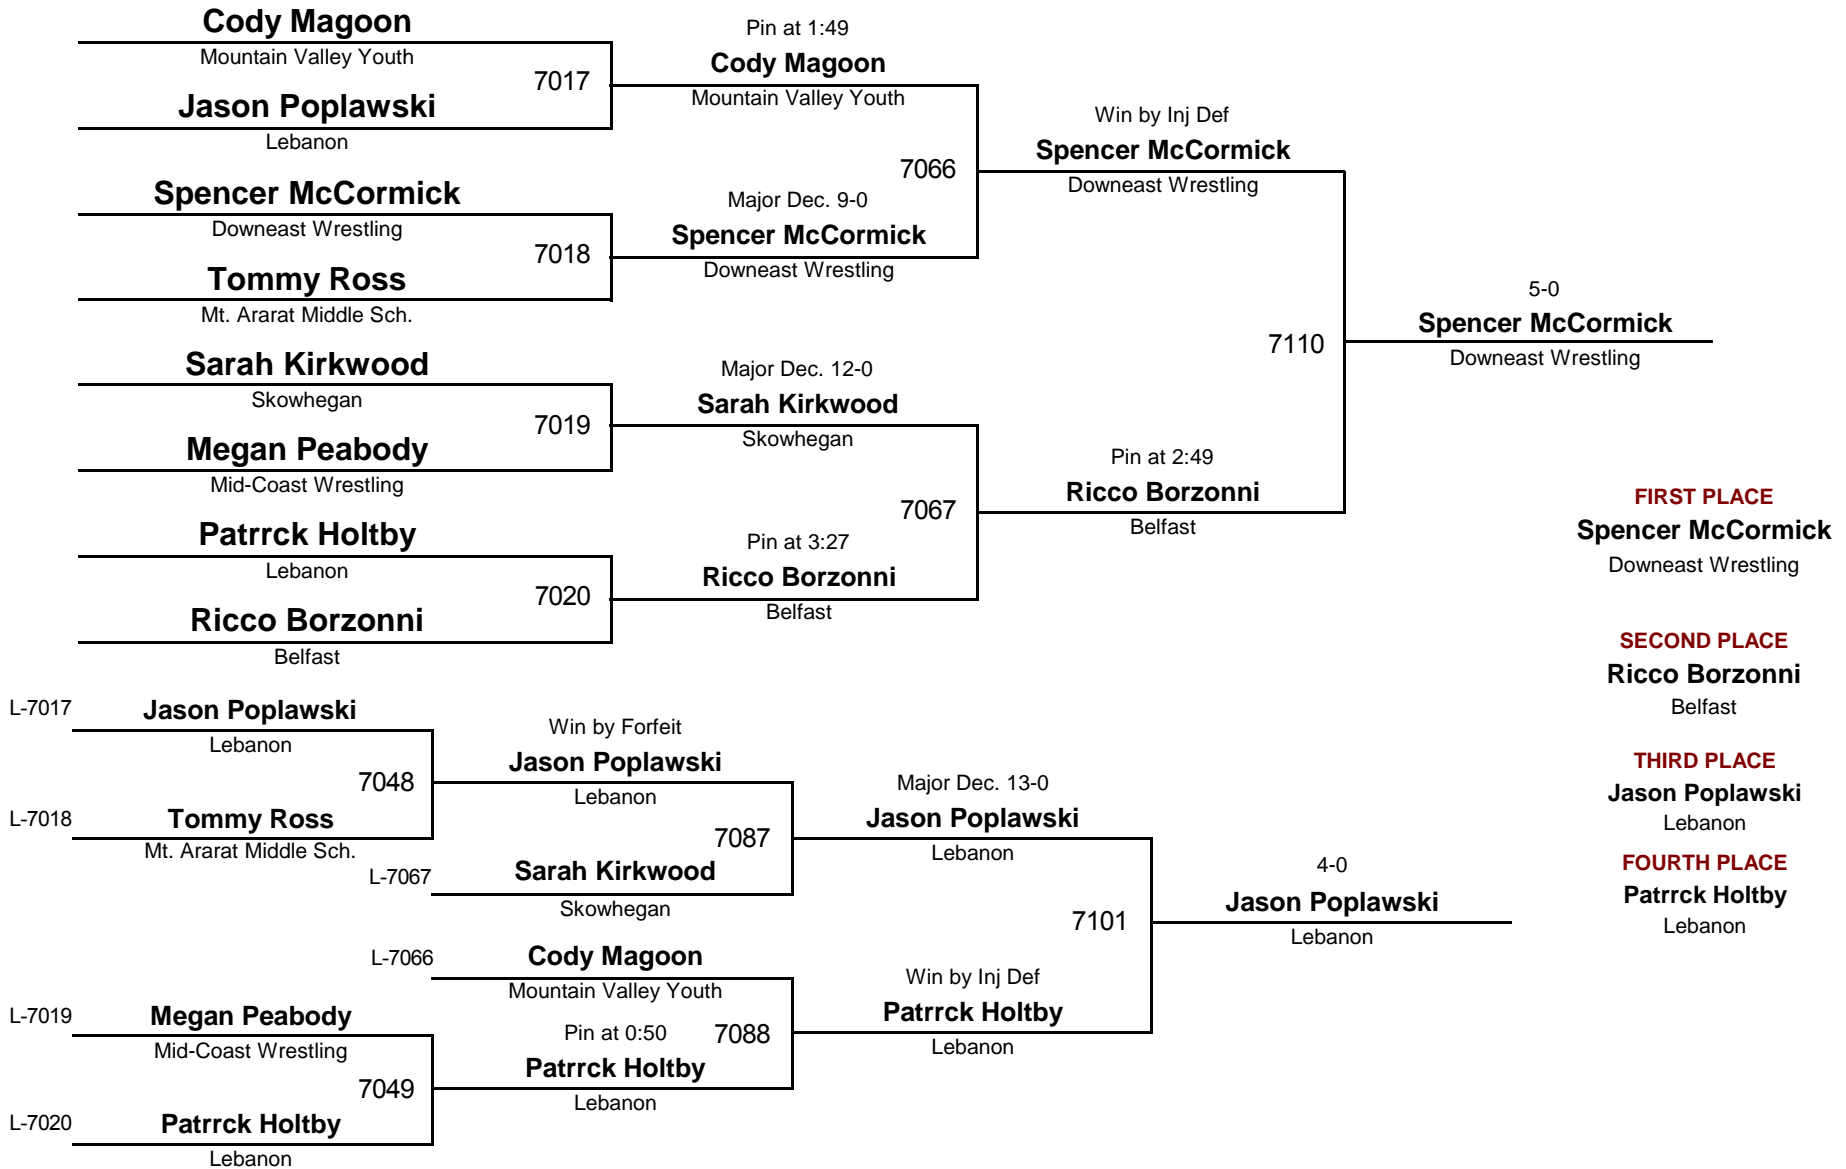 Cody Magoon
Mountain Valley Youth
7017
Jason Poplawski
Lebanon
Pin at 1:49
Cody Magoon
Mountain Valley Youth
7066
Spencer McCormick
Downeast Wrestling
7018
Tommy Ross
Mt. Ararat Middle Sch.
Major Dec. 9-0
Spencer McCormick
Downeast Wrestling
Win by Inj Def
Spencer McCormick
Downeast Wrestling
7110
Sarah Kirkwood
Skowhegan
7019
Megan Peabody
Mid-Coast Wrestling
Major Dec. 12-0
Sarah Kirkwood
Skowhegan
7067
Patrrck Holtby
Lebanon
7020
Ricco Borzonni
Belfast
Pin at 3:27
Ricco Borzonni
Belfast
Pin at 2:49
Ricco Borzonni
Belfast
5-0
Spencer McCormick
Downeast Wrestling
FIRST PLACE
Spencer McCormick
Downeast Wrestling
SECOND PLACE
Ricco Borzonni
Belfast
THIRD PLACE
Jason Poplawski
Lebanon
FOURTH PLACE
Patrrck Holtby
Lebanon
L-7017
Jason Poplawski
Lebanon
7048
L-7018
Tommy Ross
Mt. Ararat Middle Sch.
Win by Forfeit
Jason Poplawski
Lebanon
7087
L-7067
Sarah Kirkwood
Skowhegan
Major Dec. 13-0
Jason Poplawski
Lebanon
7101
L-7066
Cody Magoon
Mountain Valley Youth
7088
L-7019
Megan Peabody
Mid-Coast Wrestling
7049
L-7020
Patrrck Holtby
Lebanon
Pin at 0:50
Patrrck Holtby
Lebanon
Win by Inj Def
Patrrck Holtby
Lebanon
4-0
Jason Poplawski
Lebanon